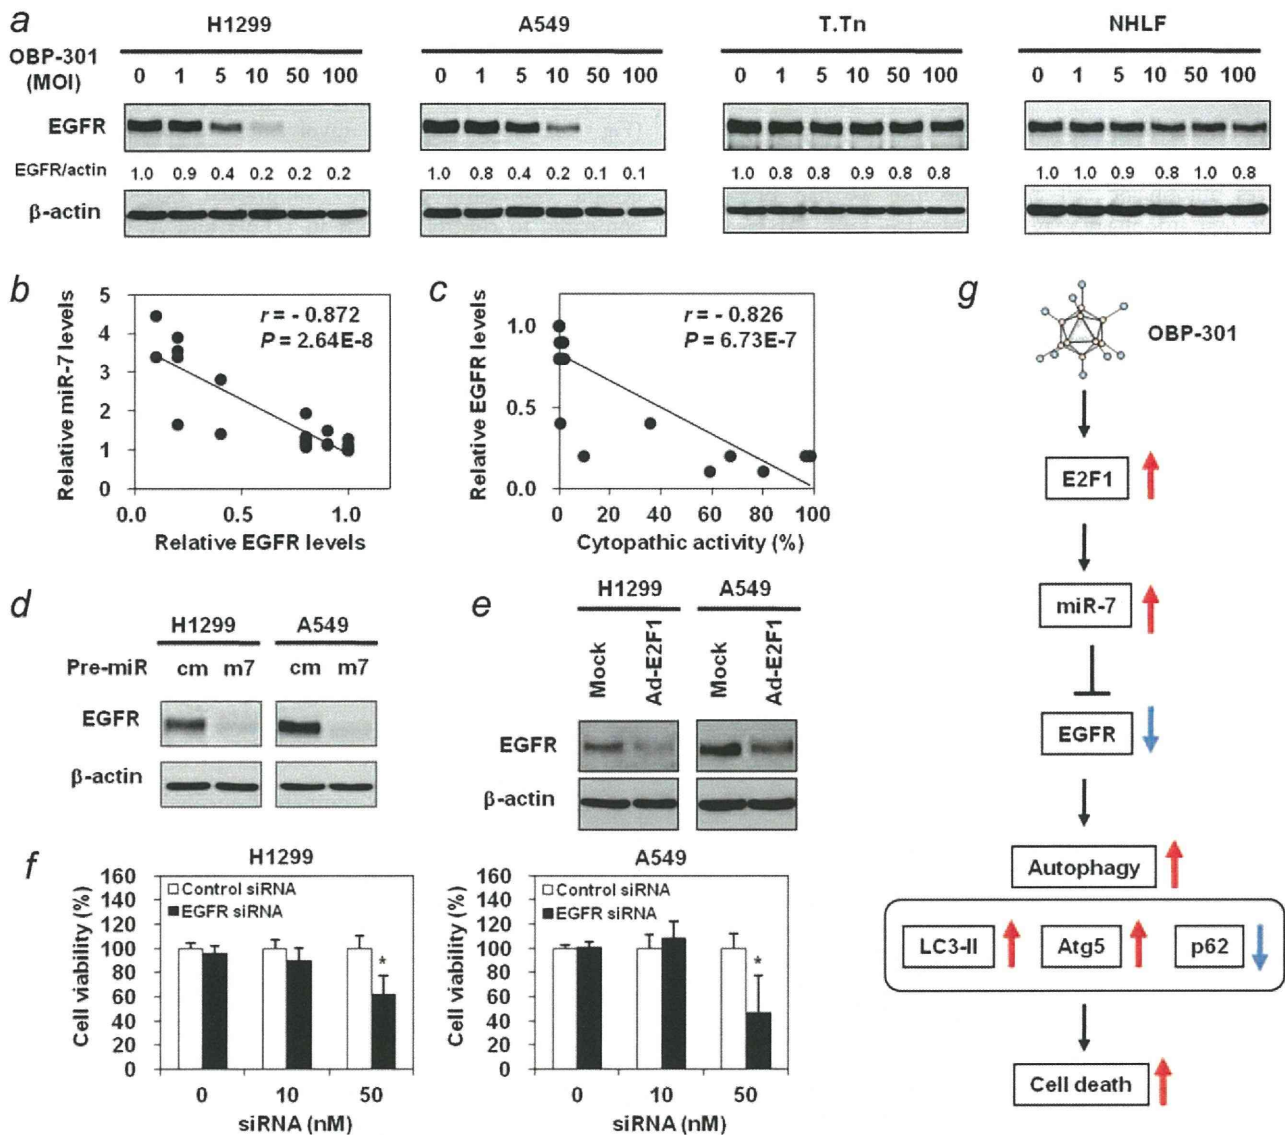 a
H1299 A549 T.Tn NHLF
OBP-301
(MOI)
0 1 5 10 50 100 0 1 5 10 50 100 0 1 5 10 50 100 0 1 5 10 50 100
EGFR
EGFR/actin 1.0 0.9 0.4 0.2 0.2 0.2 1.0 0.8 0.4 0.2 0.1 0.1 1.0 0.8 0.8 0.9 0.8 0.8 1.0 1.0 0.9 0.8 1.0 0.8
β-actin
b
Relative miR-7 levels
5
4
3
2
1
0
r = - 0.872
P = 2.64E-8
0.0 0.5 1.0
Relative EGFR levels
c
Relative EGFR levels
1.0
0.5
0.0
r = - 0.826
P = 6.73E-7
0 20 40 60 80 100
Cytopathic activity (%)
d
H1299 A549
Pre-miR cm m7 cm m7
EGFR
β-actin
e
H1299 A549
Mock Ad-E2F1 Mock Ad-E2F1
EGFR
β-actin
f
H1299
Cell viability (%)
160
140
120
100
80
60
40
20
0
Control siRNA
EGFR siRNA
*
0 10 50
siRNA (nM)
A549
Cell viability (%)
160
140
120
100
80
60
40
20
0
Control siRNA
EGFR siRNA
*
0 10 50
siRNA (nM)
g
OBP-301
E2F1
miR-7
EGFR
Autophagy
LC3-II Atg5 p62
Cell death